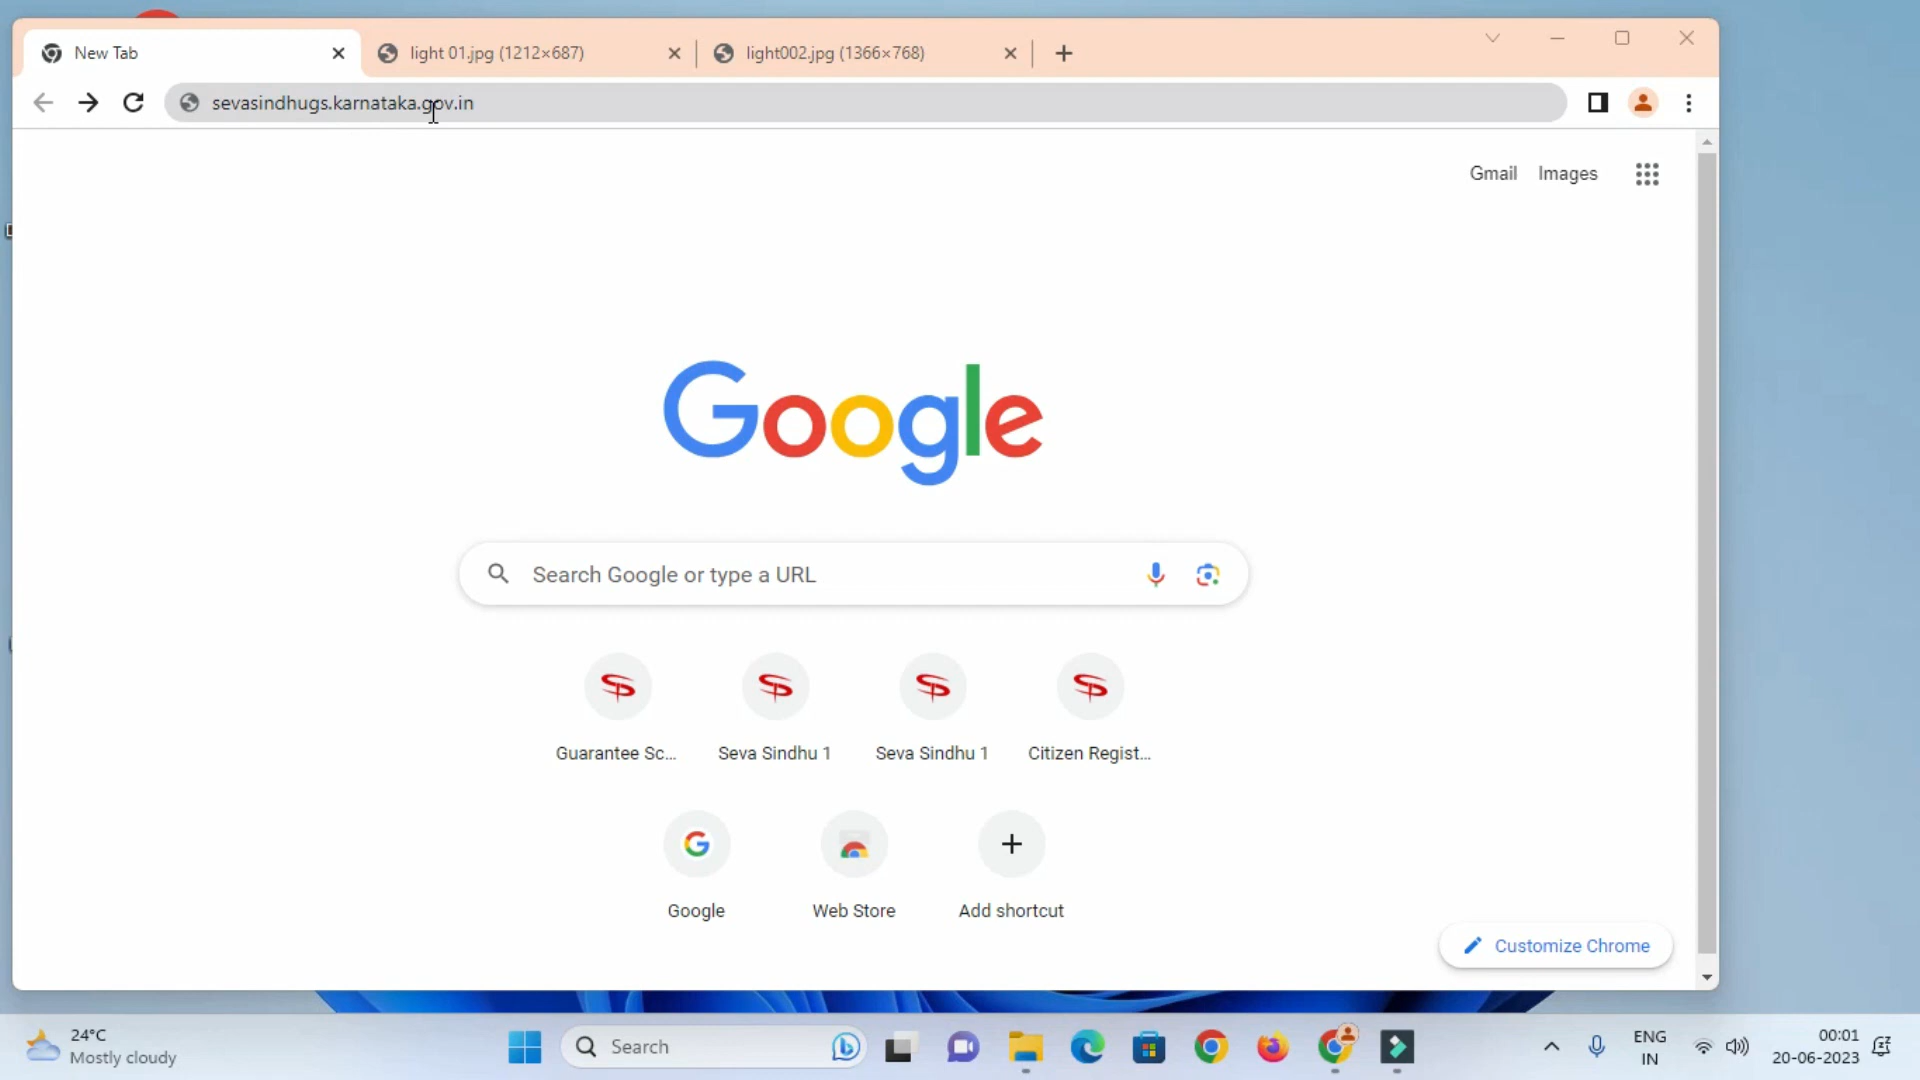 New Tab
light 01.jpg (1212×687)
light002.jpg (1366×768)
sevasindhugs.karnataka.gov.in
Gmail
Images
Google
Search Google or type a URL
Guarantee Sc...
Seva Sindhu 1
Seva Sindhu 1
Citizen Regist...
Google
Web Store
Add shortcut
Customize Chrome
24°C
Mostly cloudy
Search
ENG
IN
00:01
20-06-2023